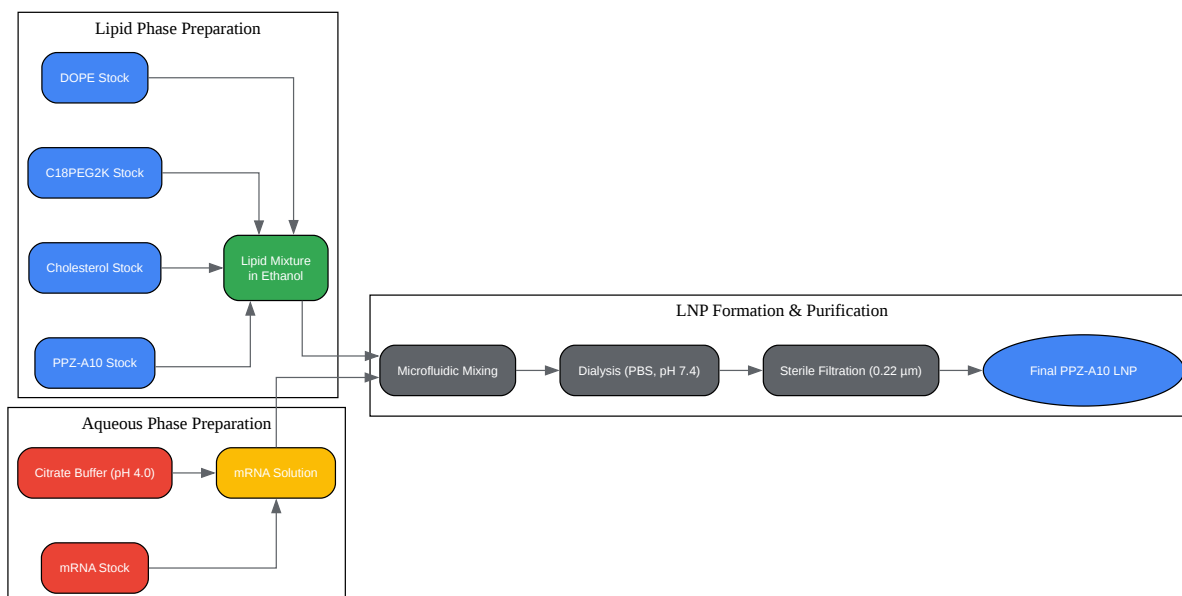 Lipid Phase Preparation
DOPE Stock
C18PEG2K Stock
Cholesterol Stock
PPZ-A10 Stock
Lipid Mixture
in Ethanol
Aqueous Phase Preparation
Citrate Buffer (pH 4.0)
mRNA Solution
mRNA Stock
LNP Formation & Purification
Microfluidic Mixing
Dialysis (PBS, pH 7.4)
Sterile Filtration (0.22 µm)
Final PPZ-A10 LNP